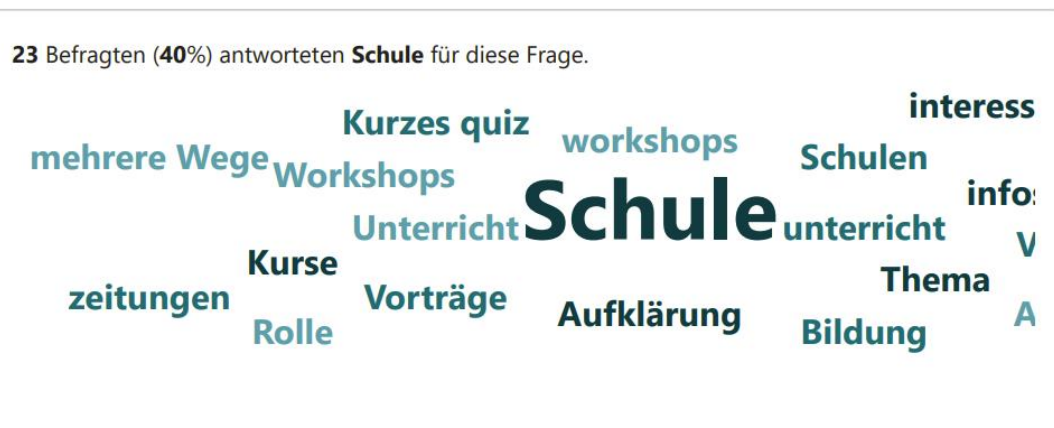 23 Befragten (40%) antworteten Schule für diese Frage.
interess
Kurzes quiz
workshops
mehrere Wege
Schulen
Workshops
infos
Schule
Unterricht
unterricht
V
Kurse
Thema
zeitungen
Vorträge
Aufklärung
A
Rolle
Bildung